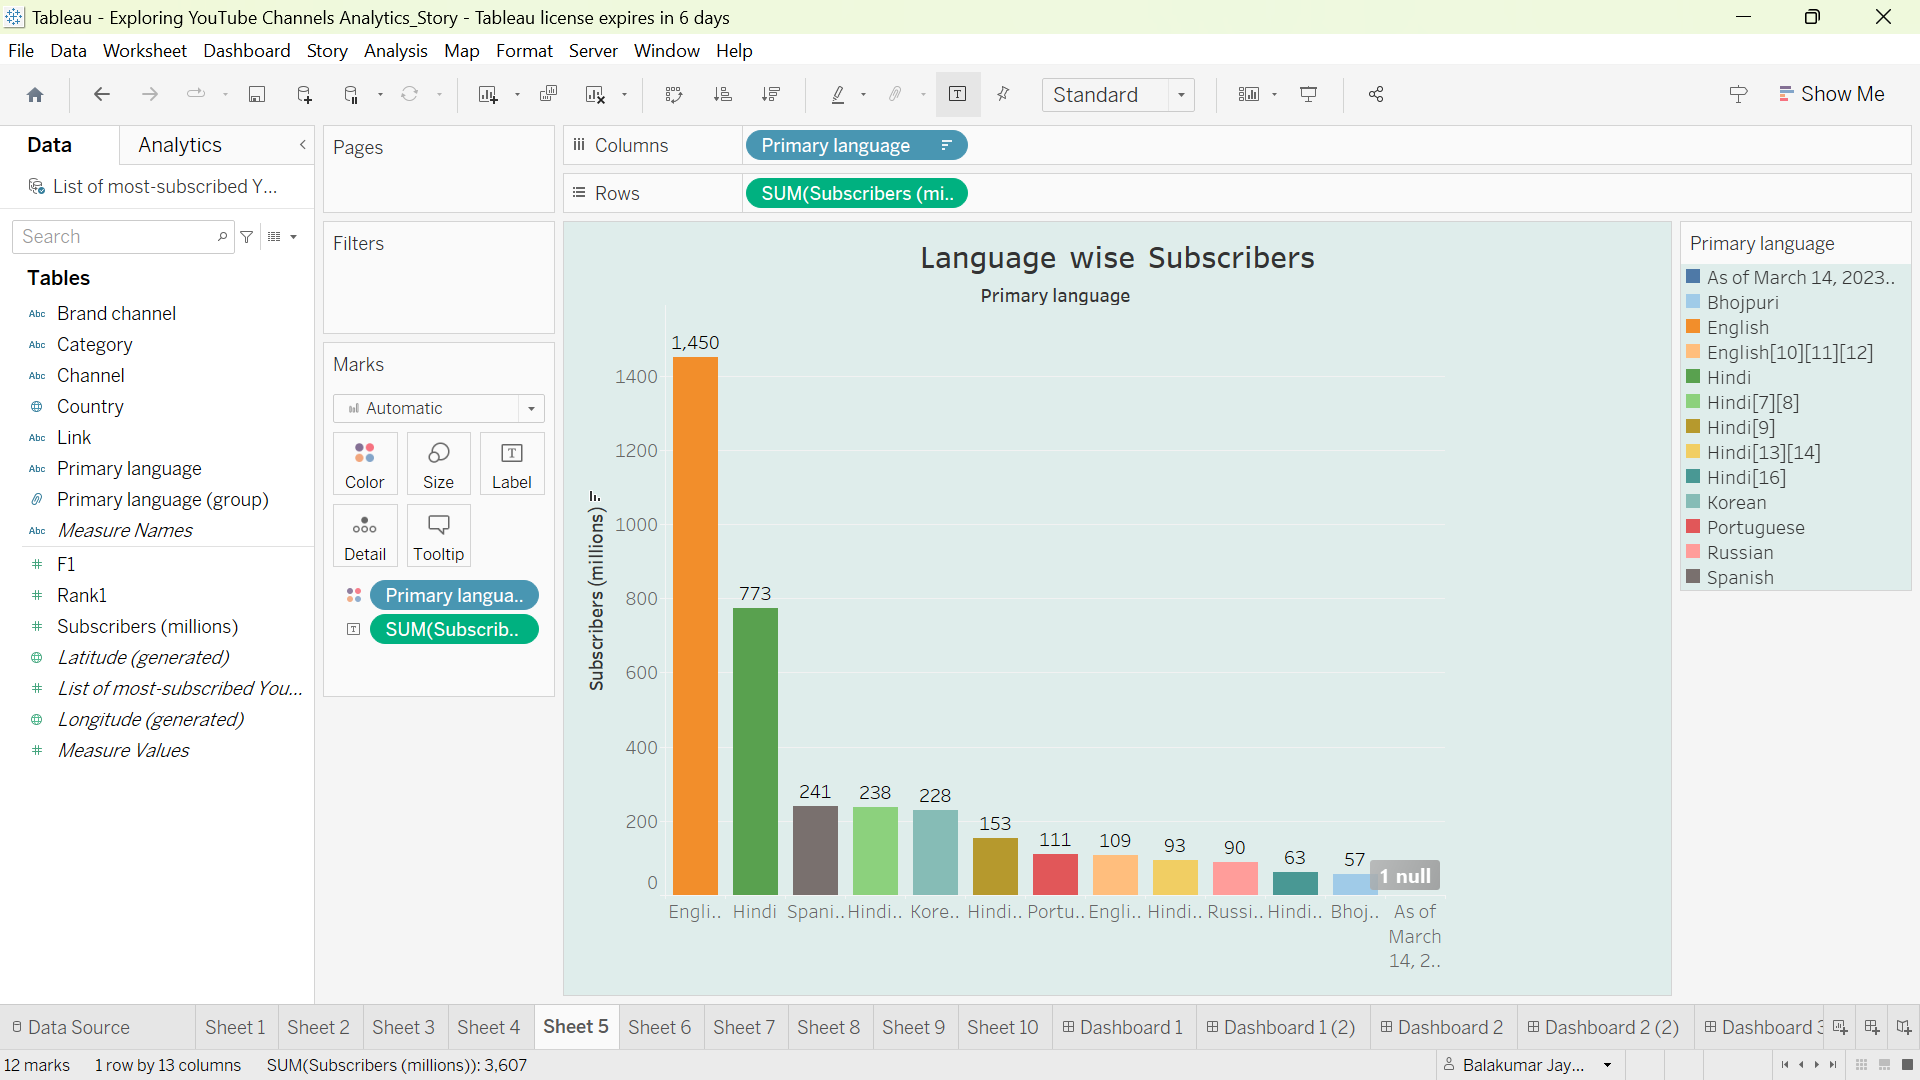 Tableau - Exploring YouTube Channels Analytics_Story - Tableau license expires in 6 days
File Data Worksheet Dashboard Story Analysis Map Format Server Window Help
Standard
Show Me
Data Analytics
List of most-subscribed Y...
Search
Tables
Abc Brand channel
Abc Category
Abc Channel
Country
Abc Link
Abc Primary language
Primary language (group)
Abc Measure Names
# F1
# Rank1
# Subscribers (millions)
Latitude (generated)
# List of most-subscribed You...
Longitude (generated)
# Measure Values
Pages
Filters
Marks
Automatic
Color Size Label
Detail Tooltip
Primary langua..
SUM(Subscrib..
Columns Primary language
Rows SUM(Subscribers (mi..
Language wise Subscribers
Primary language
Subscribers (millions)
1400
1200
1000
800
600
400
200
0
1,450
773
241
238
228
153
111
109
93
90
63
57
1 null
Engli.. Hindi Spani.. Hindi.. Kore.. Hindi.. Portu.. Engli.. Hindi.. Russi.. Hindi.. Bhoj.. As of
March
14, 2..
Primary language
As of March 14, 2023..
Bhojpuri
English
English[10][11][12]
Hindi
Hindi[7][8]
Hindi[9]
Hindi[13][14]
Hindi[16]
Korean
Portuguese
Russian
Spanish
Data Source Sheet 1 Sheet 2 Sheet 3 Sheet 4 Sheet 5 Sheet 6 Sheet 7 Sheet 8 Sheet 9 Sheet 10 Dashboard 1 Dashboard 1 (2) Dashboard 2 Dashboard 2 (2) Dashboard 3
12 marks 1 row by 13 columns SUM(Subscribers (millions)): 3,607
Balakumar Jay...